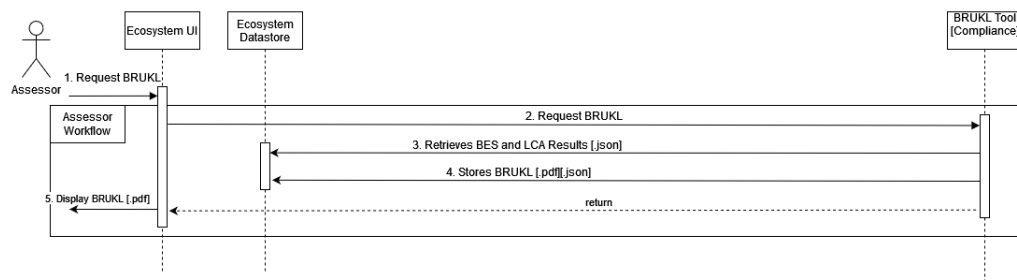 Ecosystem UI
Ecosystem
Datastore
BRUKL Tool
[Compliance]
Assessor
1. Request BRUKL
Assessor
Workflow
2. Request BRUKL
3. Retrieves BES and LCA Results [.json]
4. Stores BRUKL [.pdf][.json]
5. Display BRUKL [.pdf]
return